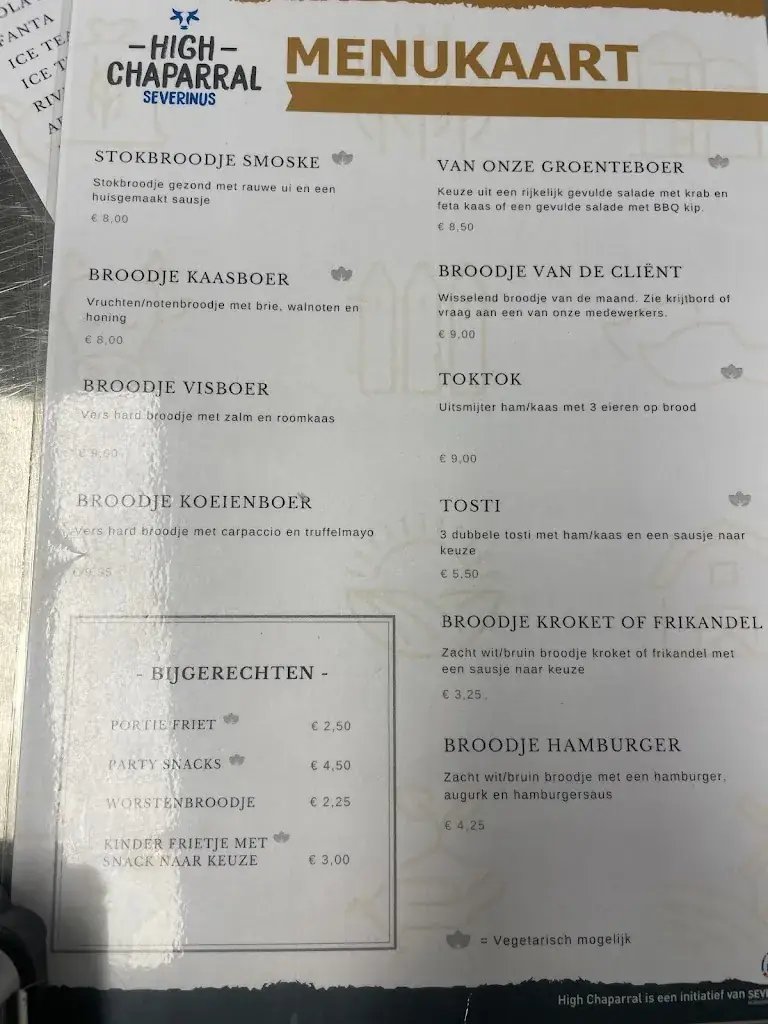 FANTA
ICE TEA
HIGH
CHAPARRAL
SEVERINUS
MENUKAART
STOKBROODJE SMOSKE
Stokbroodje gezond met rauwe ui en een
huisgemaakt sausje
€ 8,00
BROODJE KAASBOER
Vruchten/notenbroodje met brie, walnoten en
honing
€ 8,00
BROODJE VISBOER
Vers hard broodje met zalm en roomkaas
BROODJE KOEIENBOER
Vers hard broodje met carpaccio en truffelmayo
- BIJGERECHTEN -
PORTIE FRIET € 2,50
PARTY SNACKS € 4,50
WORSTENBROODJE € 2,25
KINDER FRIETJE MET
SNACK NAAR KEUZE € 3,00
VAN ONZE GROENTEBOER
Keuze uit een rijkelijk gevulde salade met krab en
feta kaas of een gevulde salade met BBQ kip.
€ 8,50
BROODJE VAN DE CLIËNT
Wisselend broodje van de maand. Zie krijtbord of
vraag aan een van onze medewerkers.
€ 9,00
TOKTOK
Uitsmijter ham/kaas met 3 eieren op brood
€ 9,00
TOSTI
3 dubbele tosti met ham/kaas en een sausje naar
keuze
€ 5,50
BROODJE KROKET OF FRIKANDEL
Zacht wit/bruin broodje kroket of frikandel met
een sausje naar keuze
€ 3,25
BROODJE HAMBURGER
Zacht wit/bruin broodje met een hamburger,
augurk en hamburgersaus
€ 4,25
= Vegetarisch mogelijk
High Chaparral is een initiatief van